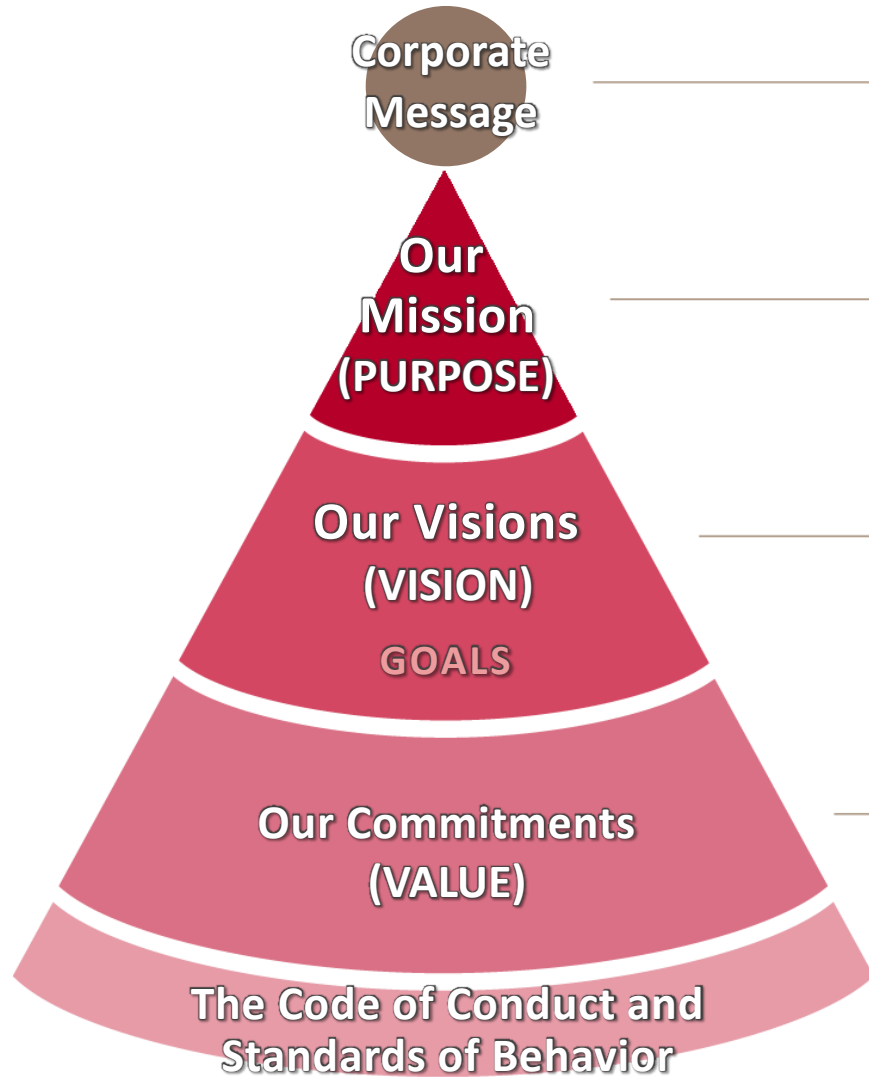 Corporate
Message
Our
Mission
(PURPOSE)
Our Visions
(VISION)
GOALS
Our Commitments
(VALUE)
The Code of Conduct and
Standards of Behavior